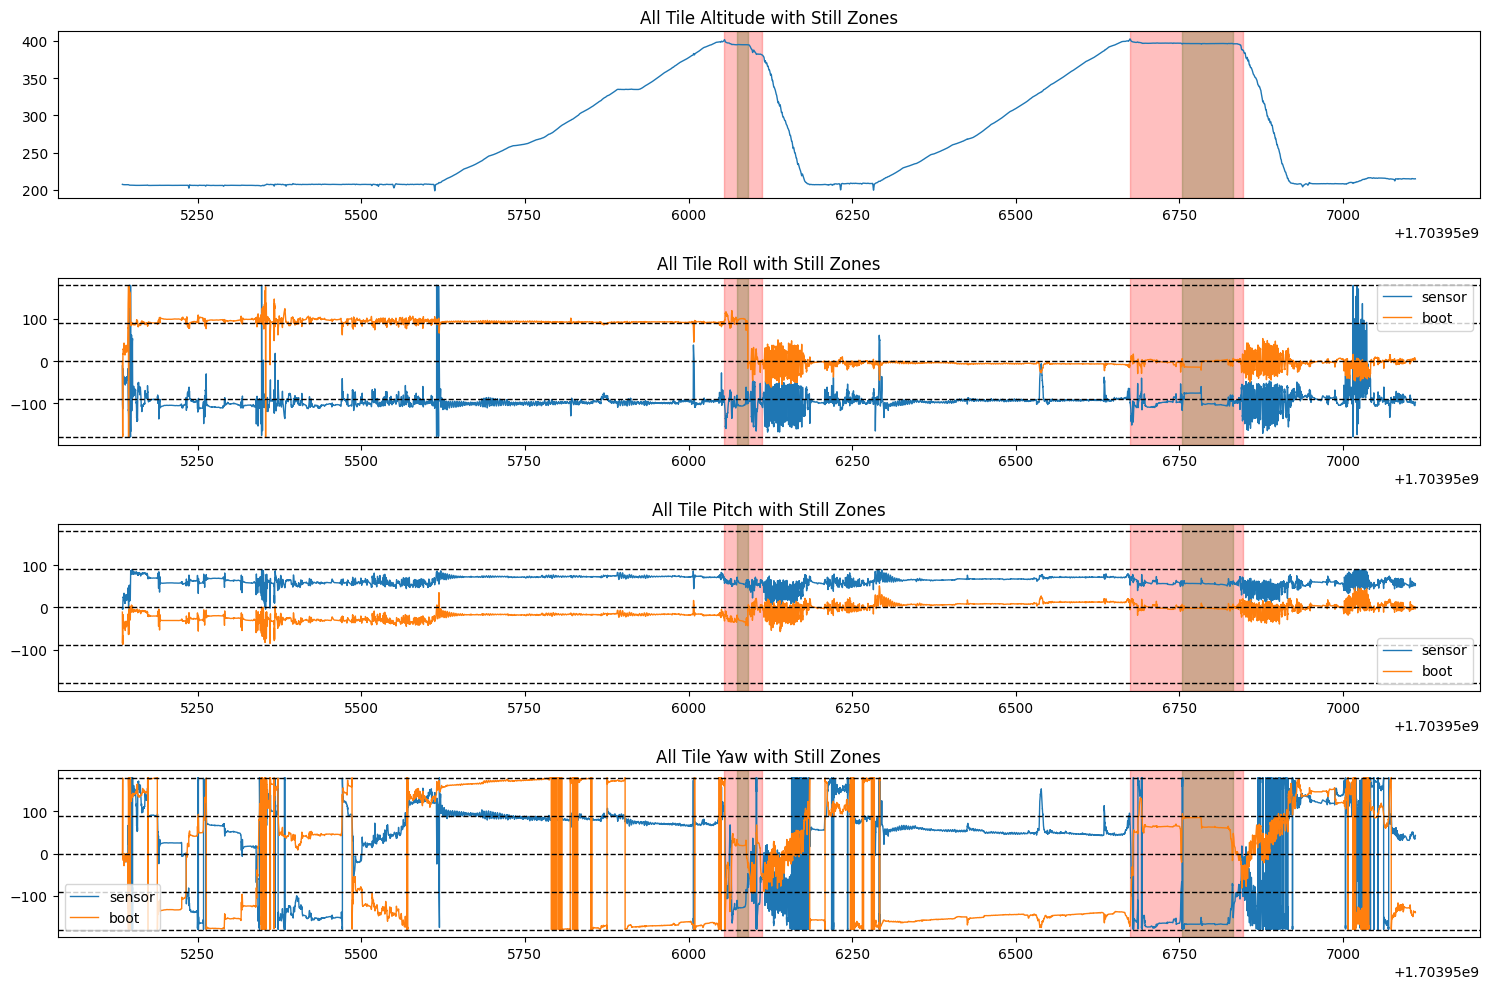 All Tile Altitude with Still Zones
400
350
300
250
200
5250 5500 5750 6000 6250 6500 6750 7000
+1.70395e9
All Tile Roll with Still Zones
sensor
boot
100
0
−100
5250 5500 5750 6000 6250 6500 6750 7000
+1.70395e9
All Tile Pitch with Still Zones
100
0
−100
sensor
boot
5250 5500 5750 6000 6250 6500 6750 7000
+1.70395e9
All Tile Yaw with Still Zones
100
0
−100
sensor
boot
5250 5500 5750 6000 6250 6500 6750 7000
+1.70395e9